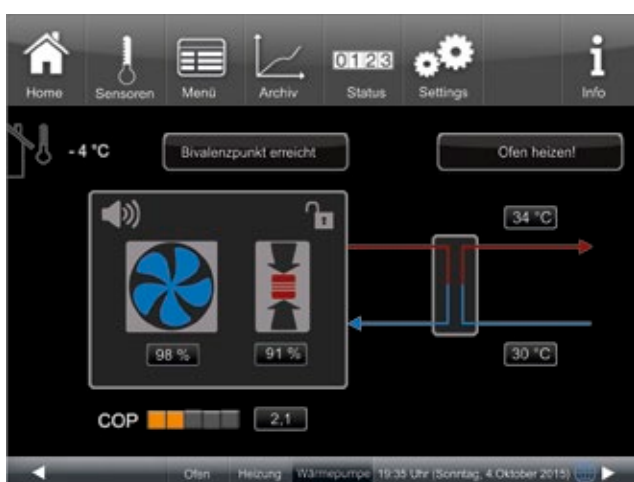 0123
Home Sensoren Menü Archiv Status Settings Info
- 4 °C Bivalenzpunkt erreicht Ofen heizen!
34 °C
98 % 91 % 30 °C
COP 2,1
Ofen Heizung Wärmepumpe 19:35 Uhr (Sonntag, 4.Oktober 2015)